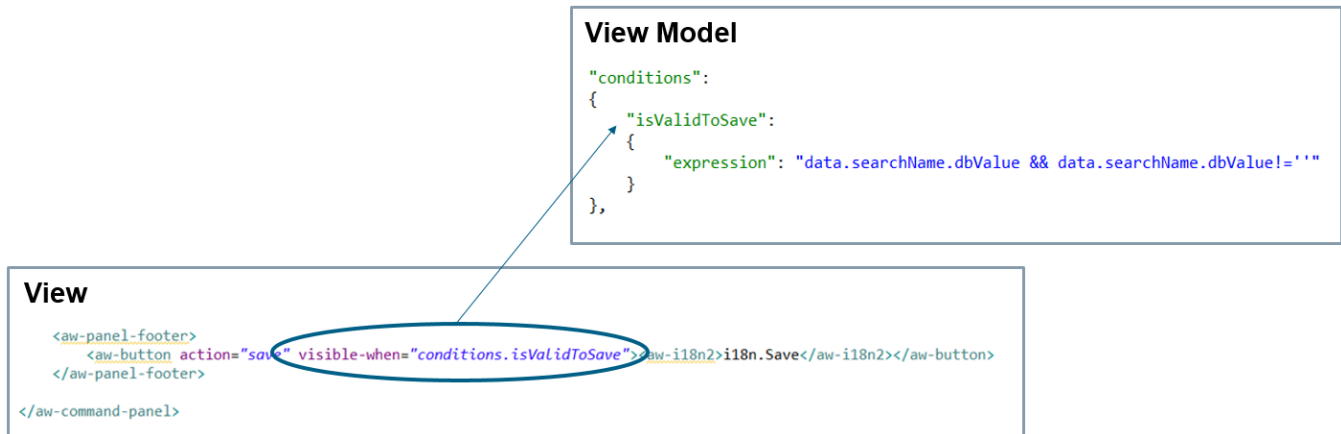 View Model
"conditions":
{
"isValidToSave":
{
"expression": "data.searchName.dbValue && data.searchName.dbValue!=''"
}
},
View
<aw-panel-footer>
<aw-button action="save" visible-when="conditions.isValidToSave"><aw-i18n2>i18n.Save</aw-i18n2></aw-button>
</aw-panel-footer>
</aw-command-panel>